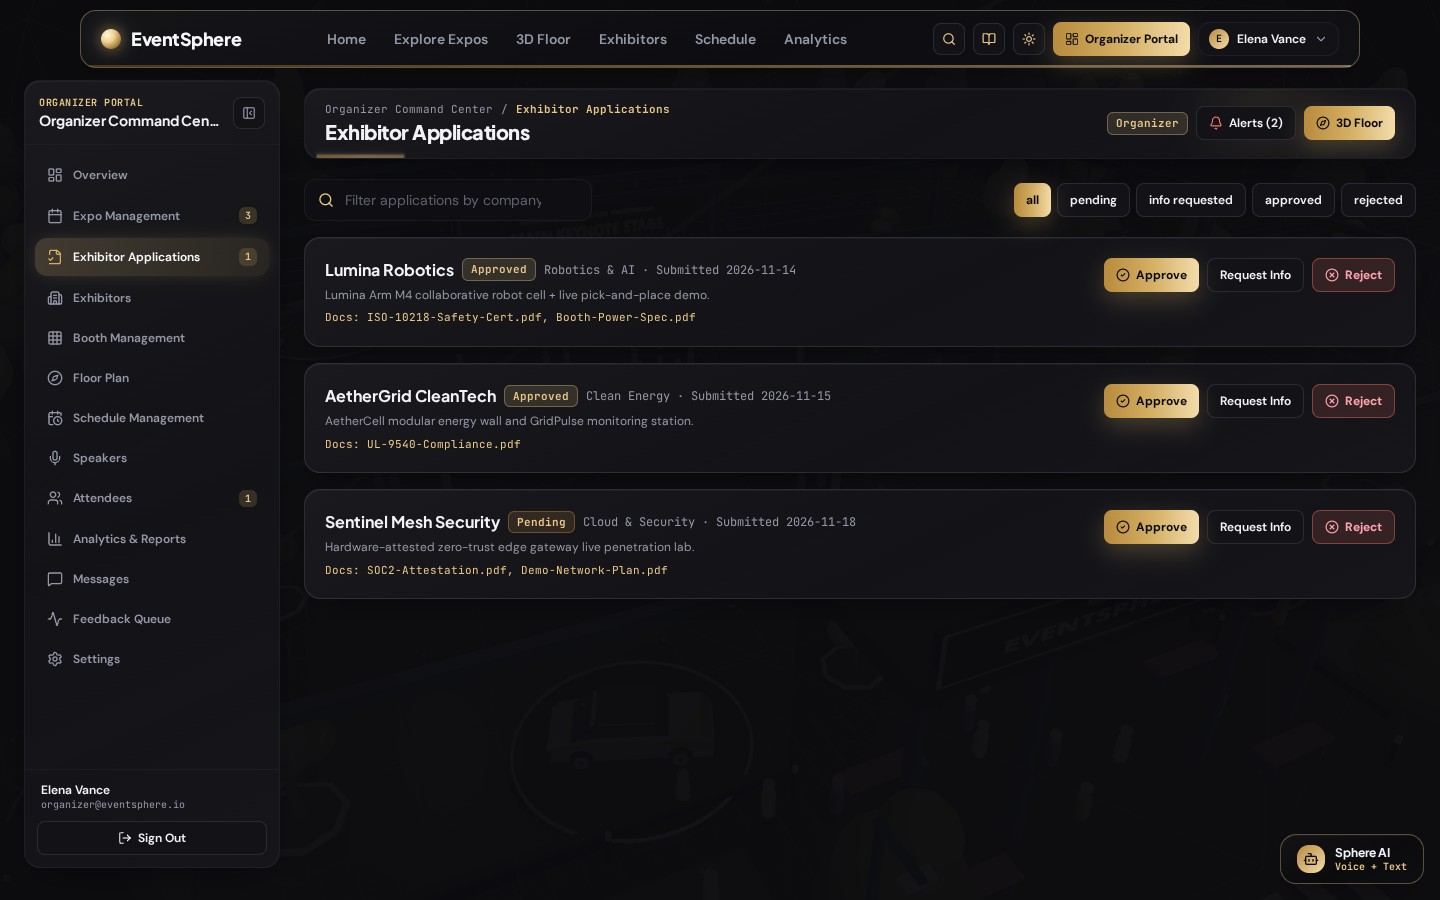 EventSphere
Home
Explore Expos
3D Floor
Exhibitors
Schedule
Analytics
Organizer Portal
E
Elena Vance
ORGANIZER PORTAL
Organizer Command Cen...
Overview
Expo Management
3
Exhibitor Applications
1
Exhibitors
Booth Management
Floor Plan
Schedule Management
Speakers
Attendees
1
Analytics & Reports
Messages
Feedback Queue
Settings
Elena Vance
organizer@eventsphere.io
Sign Out
Organizer Command Center / Exhibitor Applications
Exhibitor Applications
Organizer
Alerts (2)
3D Floor
Filter applications by company
all
pending
info requested
approved
rejected
Lumina Robotics
Approved
Robotics & AI · Submitted 2026-11-14
Lumina Arm M4 collaborative robot cell + live pick-and-place demo.
Docs: ISO-10218-Safety-Cert.pdf, Booth-Power-Spec.pdf
Approve
Request Info
Reject
AetherGrid CleanTech
Approved
Clean Energy · Submitted 2026-11-15
AetherCell modular energy wall and GridPulse monitoring station.
Docs: UL-9540-Compliance.pdf
Approve
Request Info
Reject
Sentinel Mesh Security
Pending
Cloud & Security · Submitted 2026-11-18
Hardware-attested zero-trust edge gateway live penetration lab.
Docs: SOC2-Attestation.pdf, Demo-Network-Plan.pdf
Approve
Request Info
Reject
Sphere AI
Voice + Text